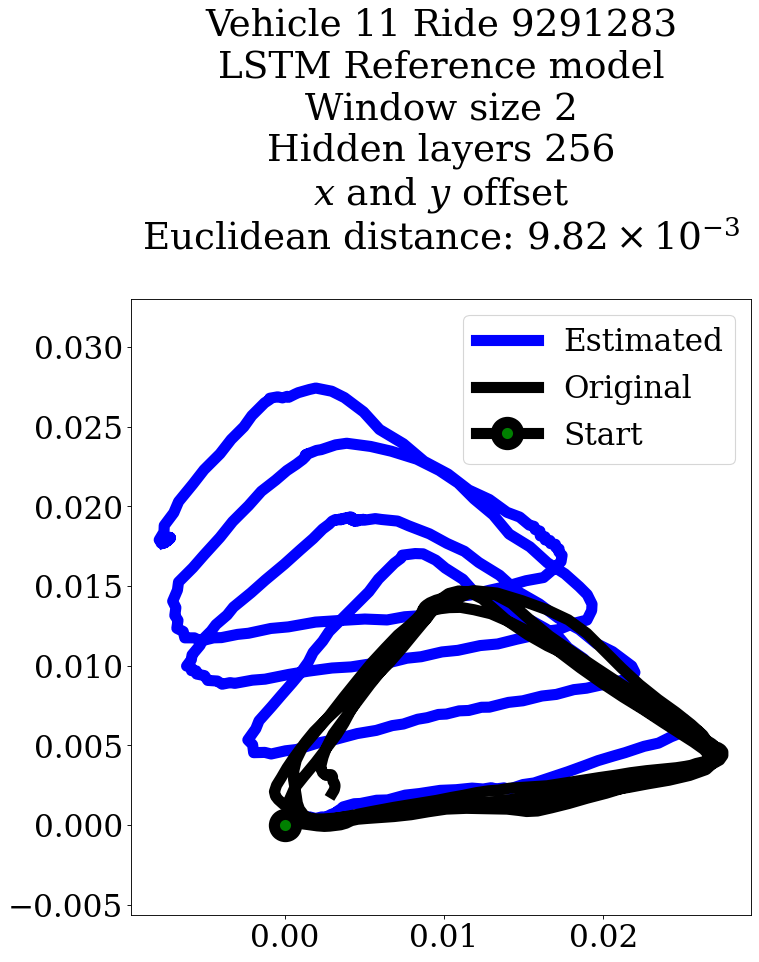 Vehicle 11 Ride 9291283
LSTM Reference model
Window size 2
Hidden layers 256
x and y offset
Euclidean distance: 9.82 × 10⁻³
Estimated
Original
Start
0.030
0.025
0.020
0.015
0.010
0.005
0.000
−0.005
0.00 0.01 0.02